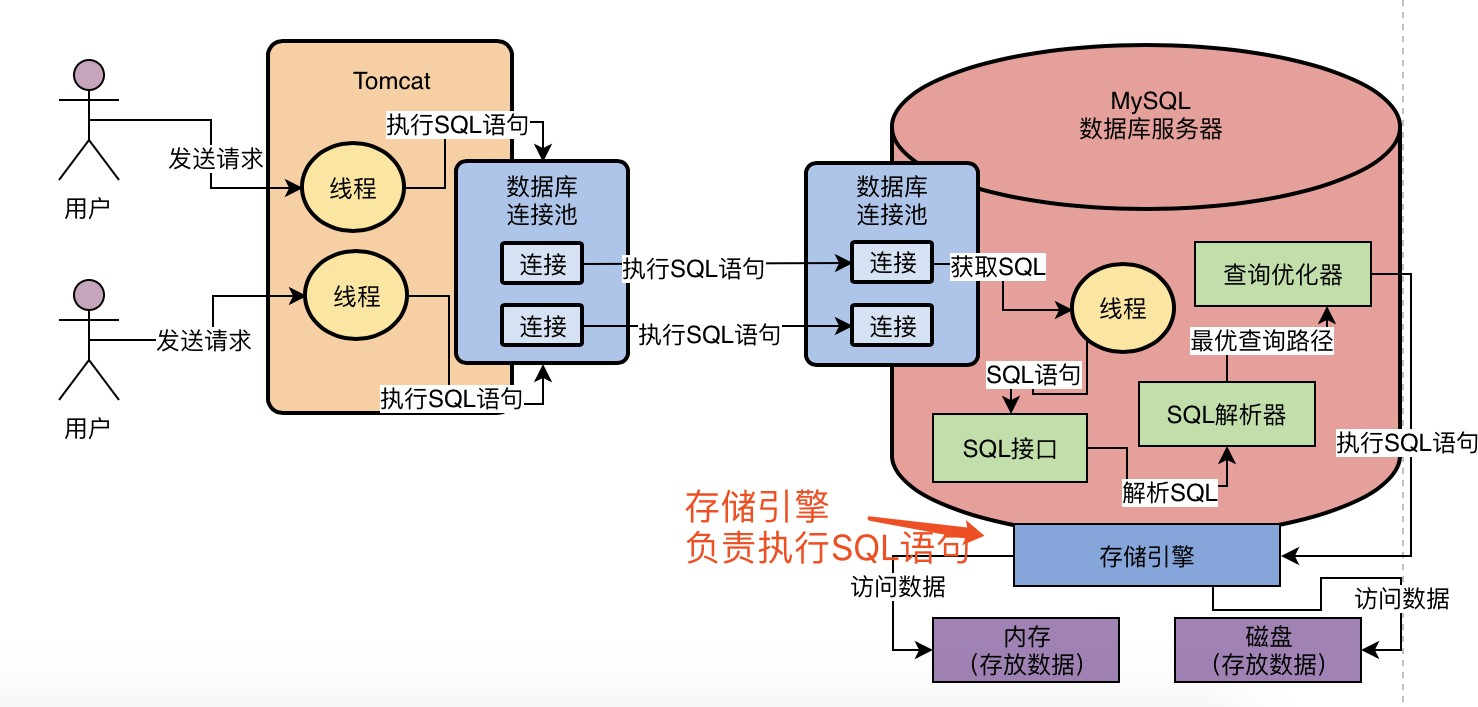 Tomcat
执行SQL语句
发送请求
线程
用户
数据库
连接池
连接
执行SQL语句
连接
执行SQL语句
线程
发送请求
执行SQL语句
用户
MySQL
数据库服务器
数据库
连接池
连接
获取SQL
连接
线程
查询优化器
最优查询路径
SQL语句
SQL解析器
SQL接口
解析SQL
执行SQL语句
存储引擎
负责执行SQL语句
存储引擎
访问数据
访问数据
内存
（存放数据）
磁盘
（存放数据）